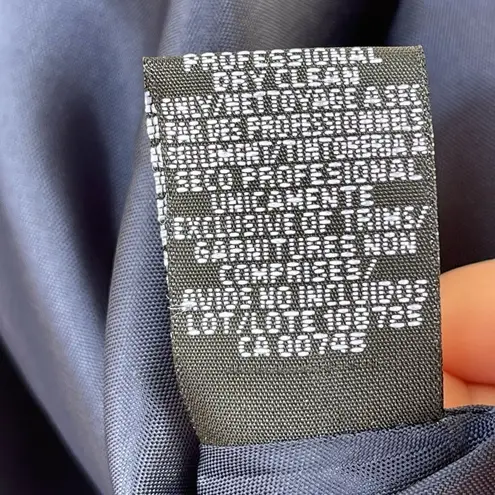 PROFESSIONAL
DRY CLEAN
ONLY/NETTOYAGE A SEC
PAR DES PROFESSIONNELS
SEULEMENT/TINTORERIA A
SECO PROFESIONAL
UNICAMENTE
EXCLUSIVE OF TRIMS/
GARNITURES NON
COMPRISES/
AVIOS NO INCLUIDOS
LOT/LOTE
CA 00745